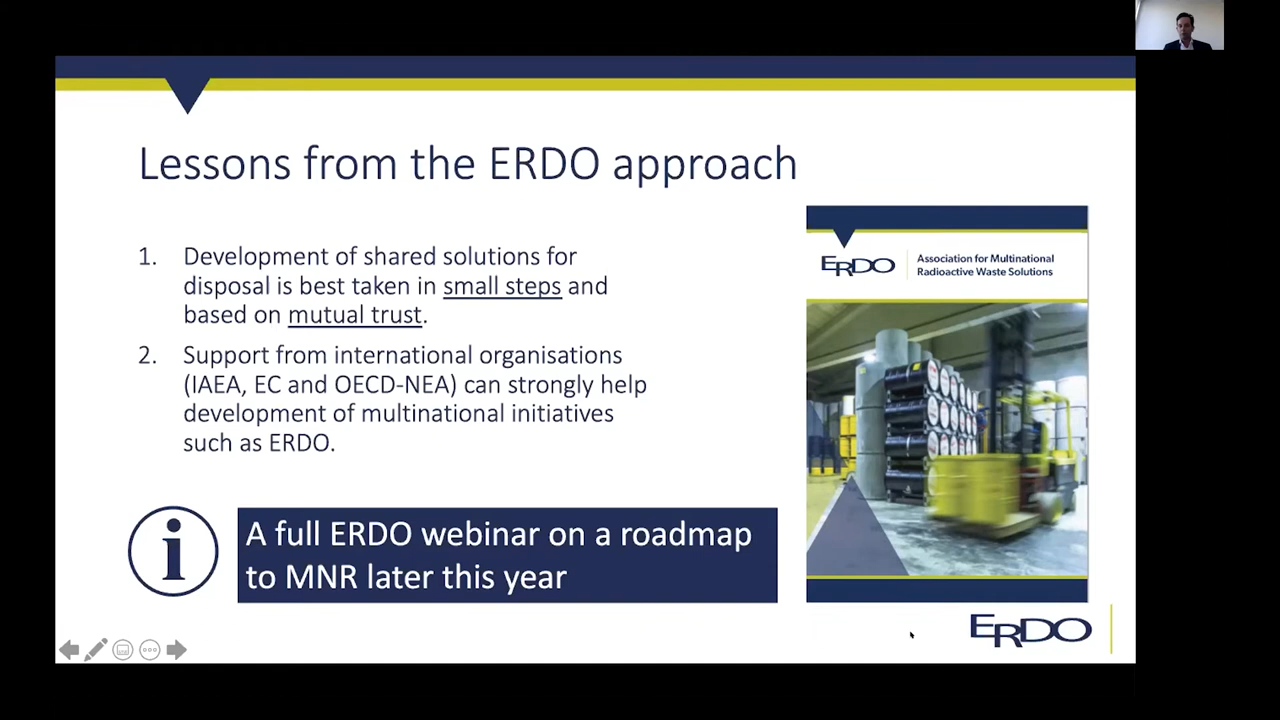 Lessons from the ERDO approach
1. Development of shared solutions for
disposal is best taken in small steps and
based on mutual trust.
2. Support from international organisations
(IAEA, EC and OECD-NEA) can strongly help
development of multinational initiatives
such as ERDO.
i A full ERDO webinar on a roadmap
to MNR later this year
ERDO Association for Multinational
Radioactive Waste Solutions
ERDO